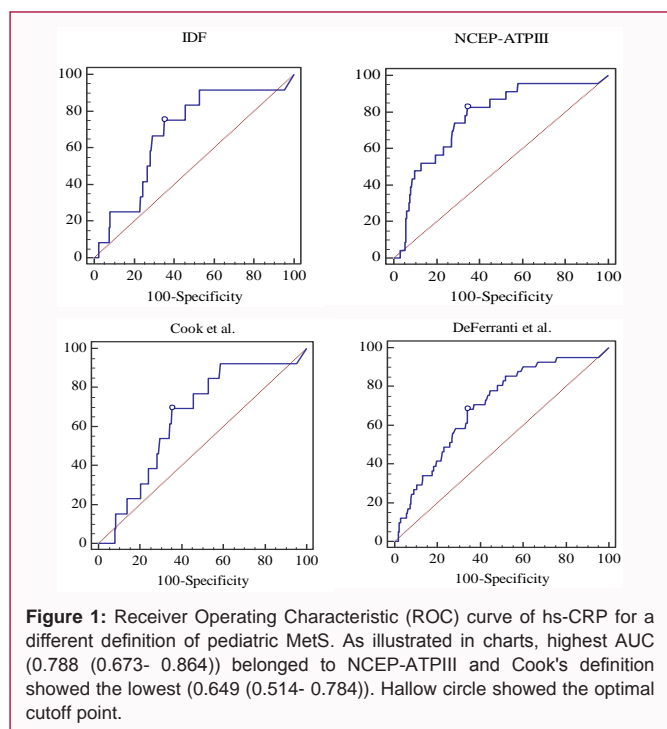 IDF
100
80
60
40
20
0
0 20 40 60 80 100
100-Specificity
NCEP-ATPIII
100
80
60
40
20
0
0 20 40 60 80 100
100-Specificity
Cook et al.
100
80
60
40
20
0
0 20 40 60 80 100
100-Specificity
DeFerranti et al.
100
80
60
40
20
0
0 20 40 60 80 100
100-Specificity
Figure 1: Receiver Operating Characteristic (ROC) curve of hs-CRP for a
different definition of pediatric MetS. As illustrated in charts, highest AUC
(0.788 (0.673- 0.864)) belonged to NCEP-ATPIII and Cook's definition
showed the lowest (0.649 (0.514- 0.784)). Hallow circle showed the optimal
cutoff point.